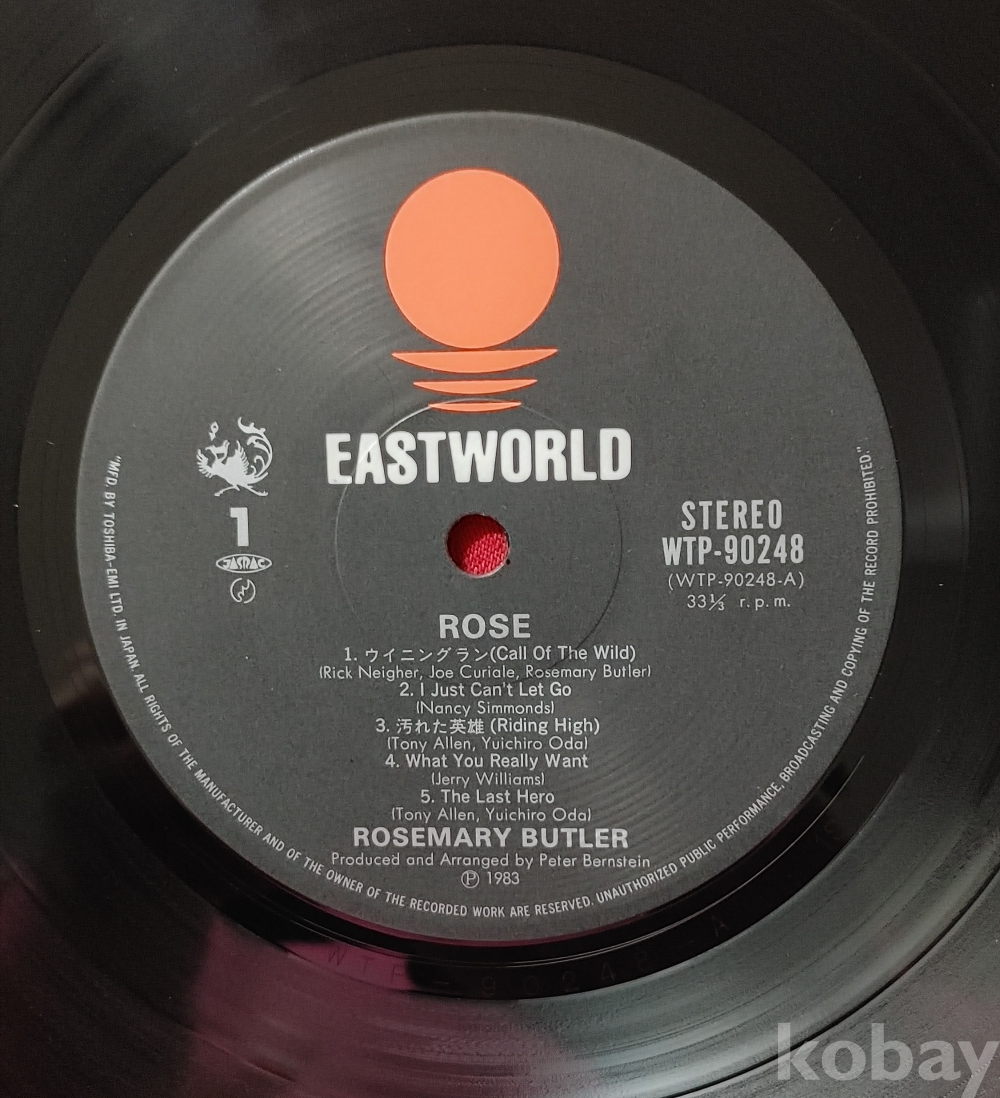 EASTWORLD
1
JASRAC
STEREO
WTP-90248
(WTP-90248-A)
33⅓ r.p.m.
ROSE
1. ウイニングラン(Call Of The Wild)
(Rick Neigher, Joe Curiale, Rosemary Butler)
2. I Just Can't Let Go
(Nancy Simmonds)
3. 汚れた英雄 (Riding High)
(Tony Allen, Yuichiro Oda)
4. What You Really Want
(Jerry Williams)
5. The Last Hero
(Tony Allen, Yuichiro Oda)
ROSEMARY BUTLER
Produced and Arranged by Peter Bernstein
Ⓟ 1983
"MFD. BY TOSHIBA-EMI LTD. IN JAPAN. ALL RIGHTS OF THE MANUFACTURER AND OF THE OWNER OF THE RECORDED WORK ARE RESERVED. UNAUTHORIZED PUBLIC PERFORMANCE, BROADCASTING AND COPYING OF THE RECORD PROHIBITED."
WTP-90248 A
kobay